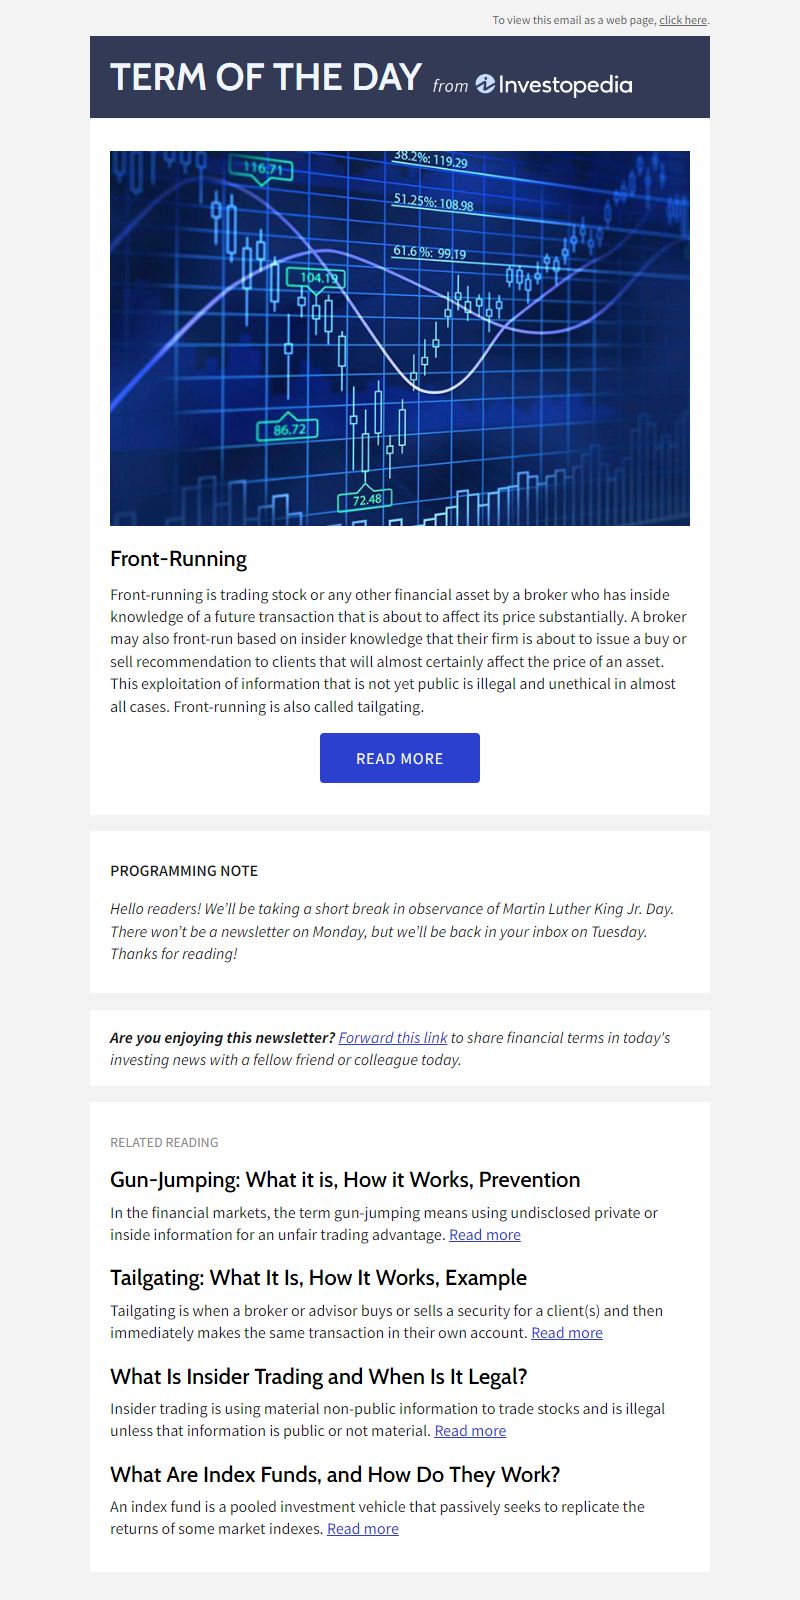 To view this email as a web page, click here.
TERM OF THE DAY from Investopedia
38.2%: 119.29
116.71
51.25%: 108.98
61.6 %: 99.19
104.19
86.72
72.48
Front-Running
Front-running is trading stock or any other financial asset by a broker who has inside
knowledge of a future transaction that is about to affect its price substantially. A broker
may also front-run based on insider knowledge that their firm is about to issue a buy or
sell recommendation to clients that will almost certainly affect the price of an asset.
This exploitation of information that is not yet public is illegal and unethical in almost
all cases. Front-running is also called tailgating.
READ MORE
PROGRAMMING NOTE
Hello readers! We’ll be taking a short break in observance of Martin Luther King Jr. Day.
There won’t be a newsletter on Monday, but we’ll be back in your inbox on Tuesday.
Thanks for reading!
Are you enjoying this newsletter? Forward this link to share financial terms in today's
investing news with a fellow friend or colleague today.
RELATED READING
Gun-Jumping: What it is, How it Works, Prevention
In the financial markets, the term gun-jumping means using undisclosed private or
inside information for an unfair trading advantage. Read more
Tailgating: What It Is, How It Works, Example
Tailgating is when a broker or advisor buys or sells a security for a client(s) and then
immediately makes the same transaction in their own account. Read more
What Is Insider Trading and When Is It Legal?
Insider trading is using material non-public information to trade stocks and is illegal
unless that information is public or not material. Read more
What Are Index Funds, and How Do They Work?
An index fund is a pooled investment vehicle that passively seeks to replicate the
returns of some market indexes. Read more